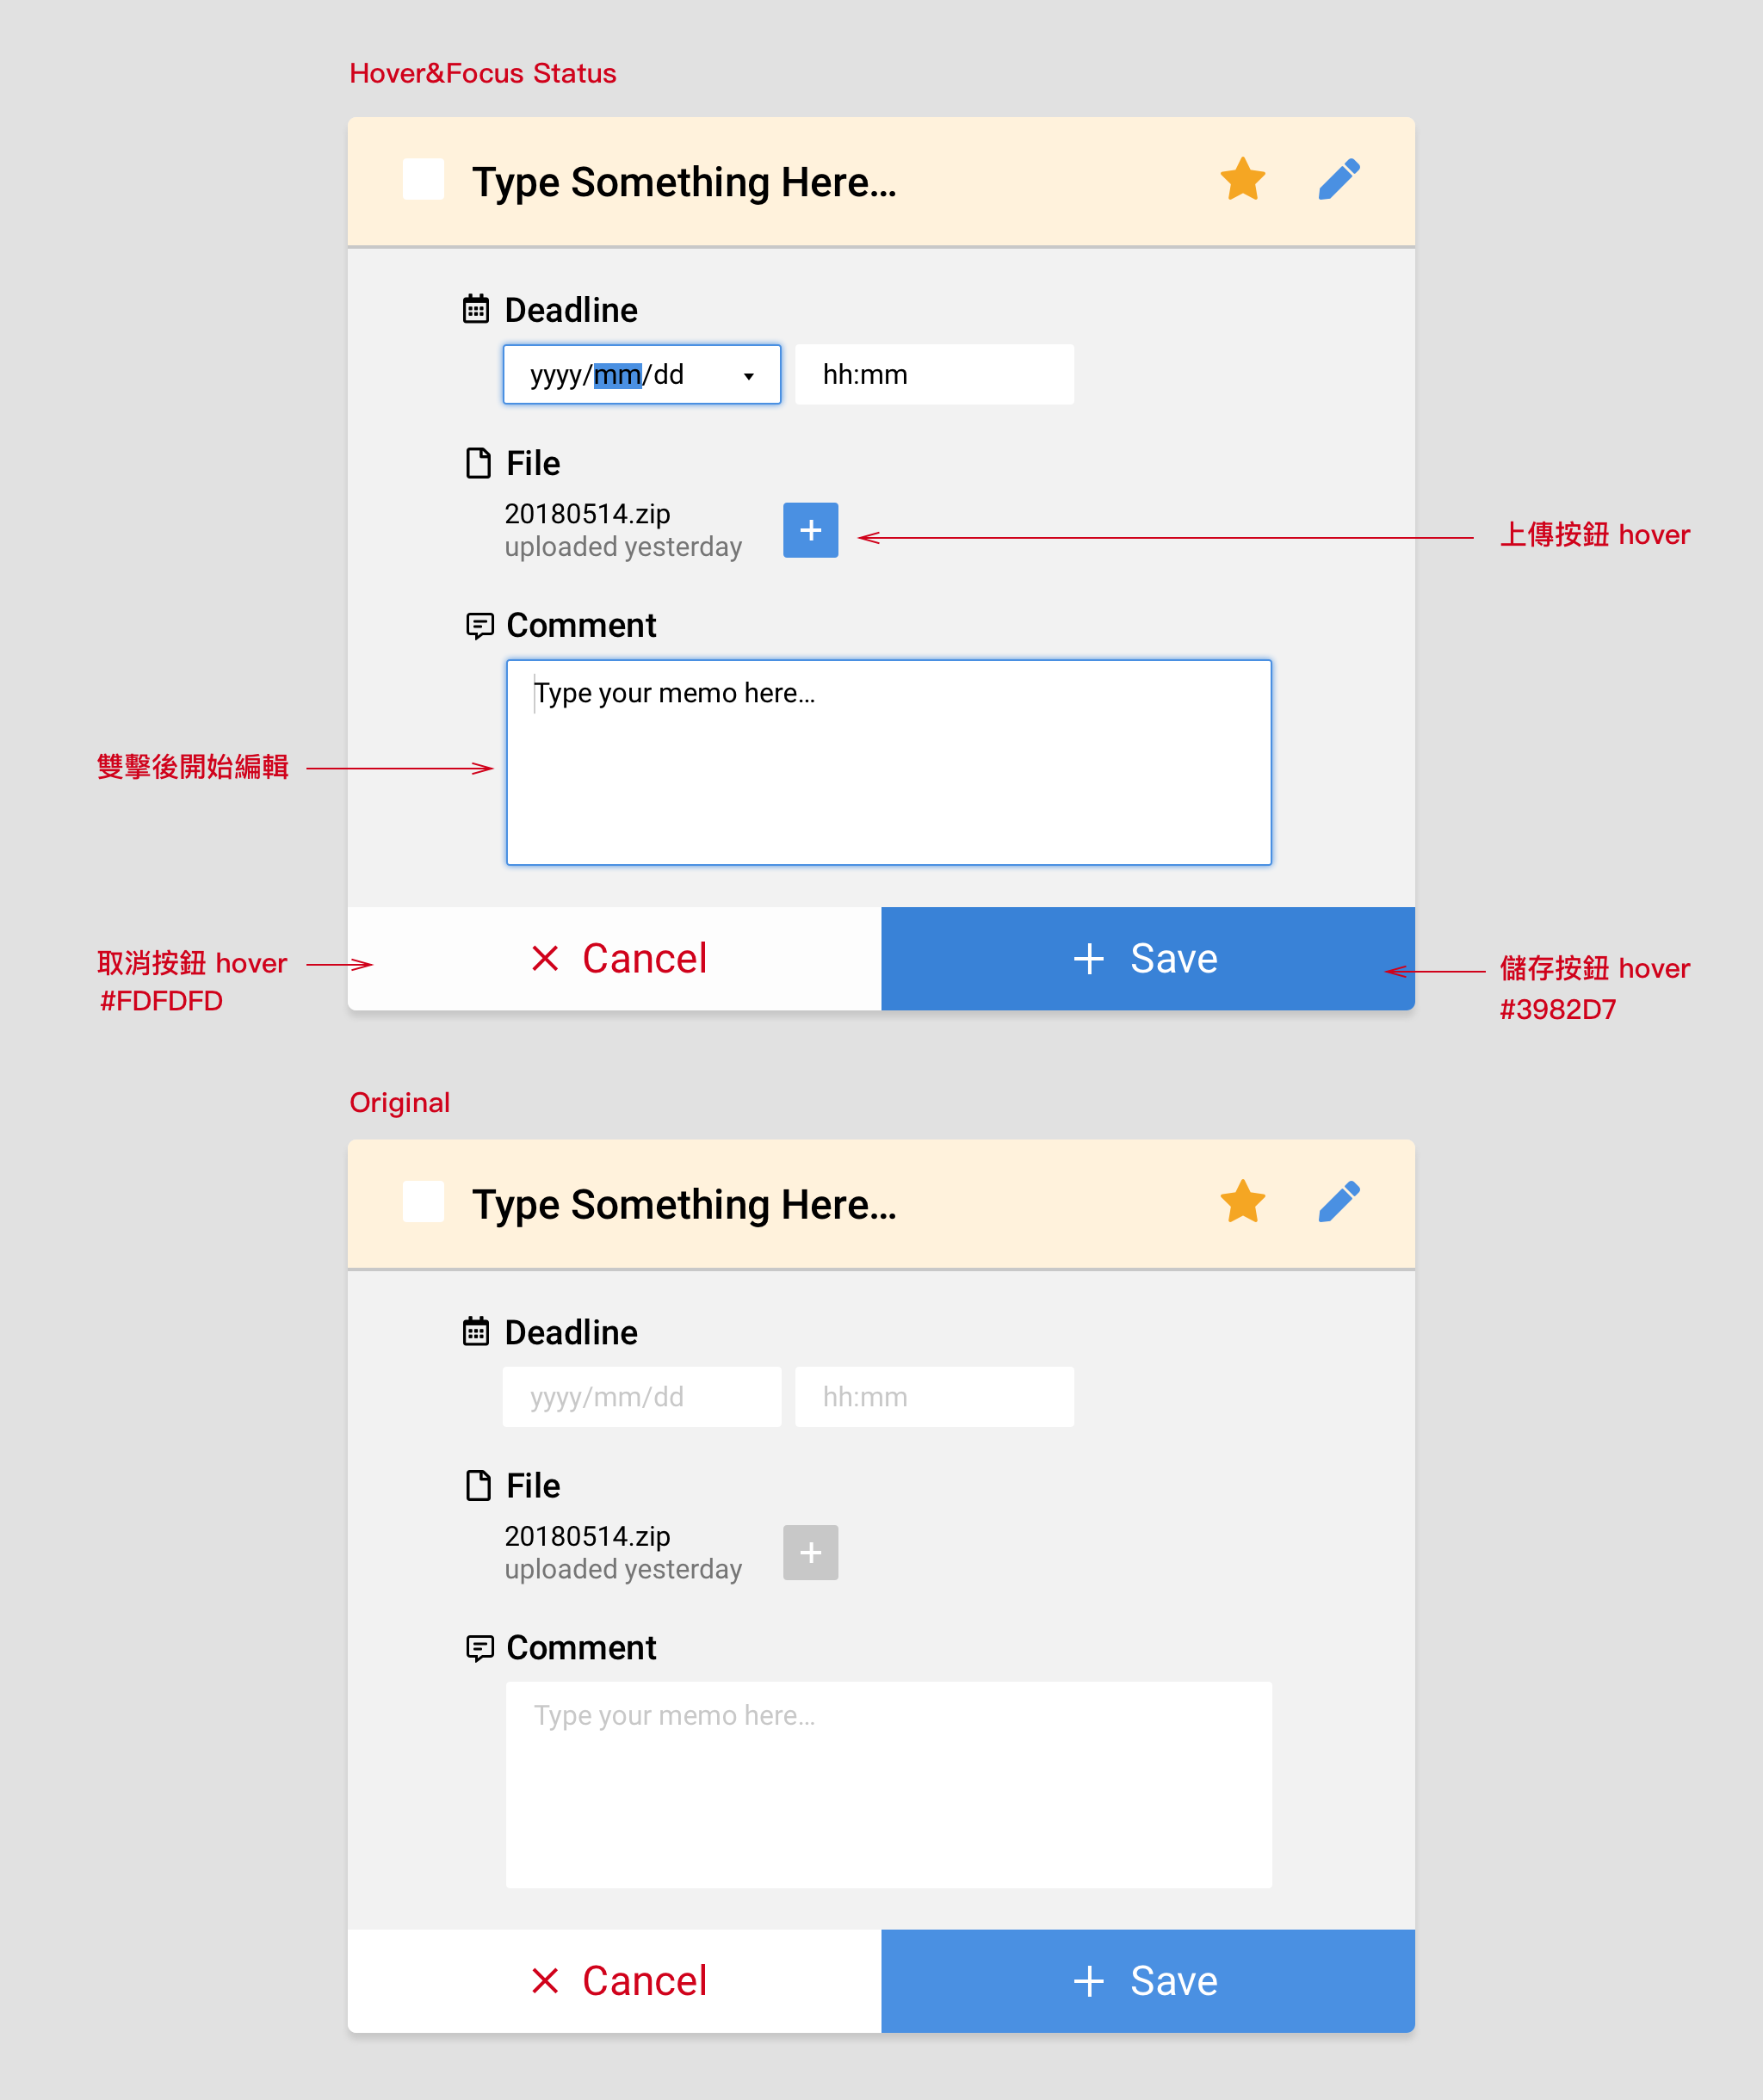 Hover&Focus Status
Type Something Here...
Deadline
yyyy/mm/dd
hh:mm
File
20180514.zip
uploaded yesterday
上傳按鈕 hover
Comment
Type your memo here...
雙擊後開始編輯
Cancel
Save
取消按鈕 hover
#FDFDFD
儲存按鈕 hover
#3982D7
Original
Type Something Here...
Deadline
yyyy/mm/dd
hh:mm
File
20180514.zip
uploaded yesterday
Comment
Type your memo here...
Cancel
Save